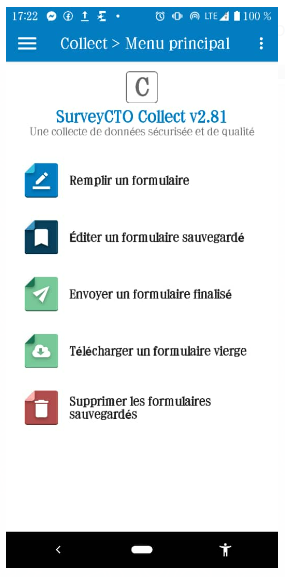 17:22 LTE 100 %
Collect > Menu principal
C
SurveyCTO Collect v2.81
Une collecte de données sécurisée et de qualité
Remplir un formulaire
Éditer un formulaire sauvegardé
Envoyer un formulaire finalisé
Télécharger un formulaire vierge
Supprimer les formulaires
sauvegardés